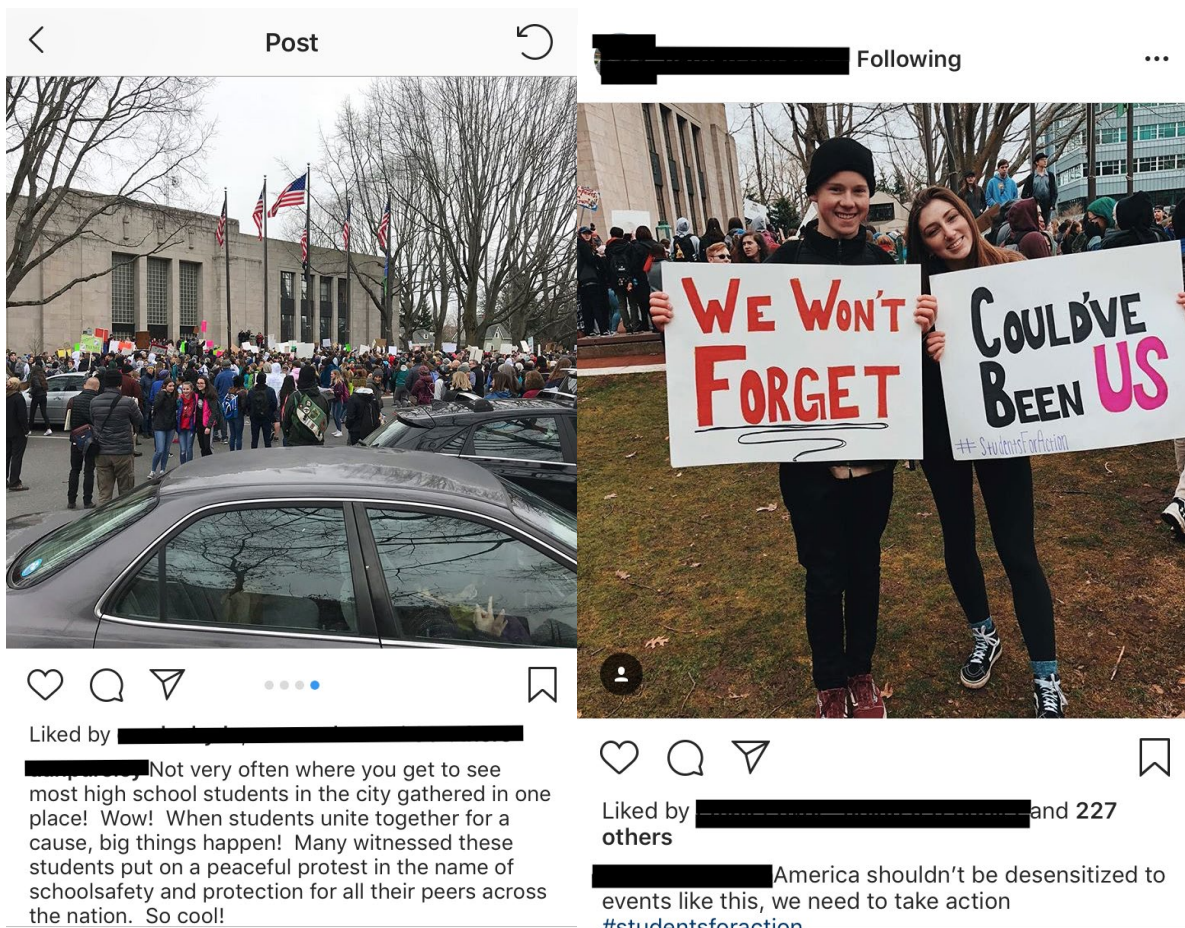 Post
Liked by
Not very often where you get to see
most high school students in the city gathered in one
place!  Wow!  When students unite together for a
cause, big things happen!  Many witnessed these
students put on a peaceful protest in the name of
schoolsafety and protection for all their peers across
the nation.  So cool!
Following
WE WON'T
FORGET
COULD'VE
BEEN US
#StudentsForAction
Liked by
and 227
others
America shouldn't be desensitized to
events like this, we need to take action
#studentsforaction